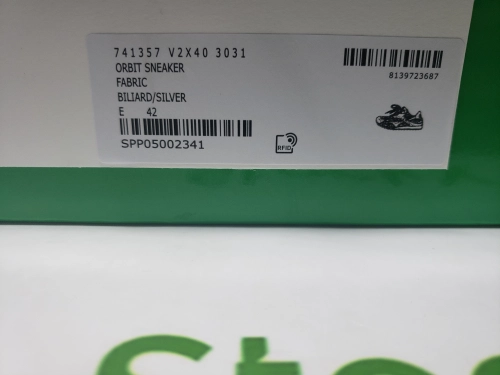 741357 V2X40 3031
ORBIT SNEAKER
FABRIC
BILIARD/SILVER
E 42
SPP05002341
8139723687
RFID